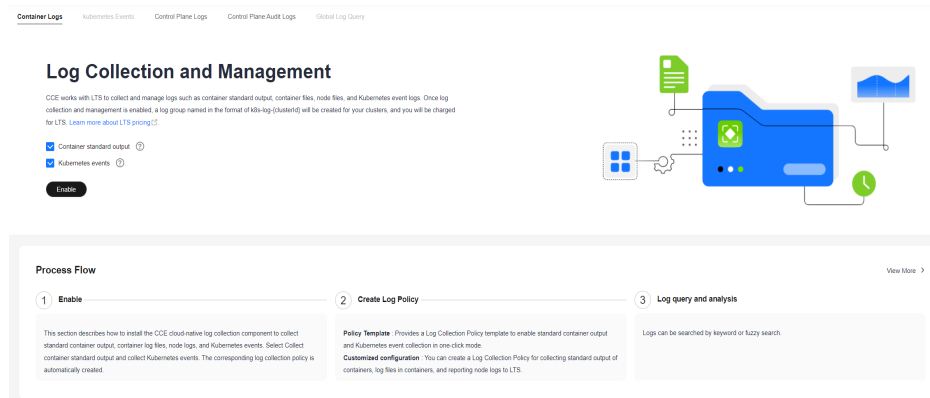 Container Logs kubernetes Events Control Plane Logs Control Plane Audit Logs Global Log Query
Log Collection and Management
CCE works with LTS to collect and manage logs such as container standard output, container files, node files, and Kubernetes event logs. Once log
collection and management is enabled, a log group named in the format of k8s-log-{clusterId} will be created for your clusters, and you will be charged
for LTS. Learn more about LTS pricing.
Container standard output ?
Kubernetes events ?
Enable
Process Flow
View More >
1 Enable
This section describes how to install the CCE cloud-native log collection component to collect
standard container output, container log files, node logs, and Kubernetes events. Select Collect
container standard output and collect Kubernetes events. The corresponding log collection policy is
automatically created.
2 Create Log Policy
Policy Template : Provides a Log Collection Policy template to enable standard container output
and Kubernetes event collection in one-click mode.
Customized configuration : You can create a Log Collection Policy for collecting standard output of
containers, log files in containers, and reporting node logs to LTS.
3 Log query and analysis
Logs can be searched by keyword or fuzzy search.